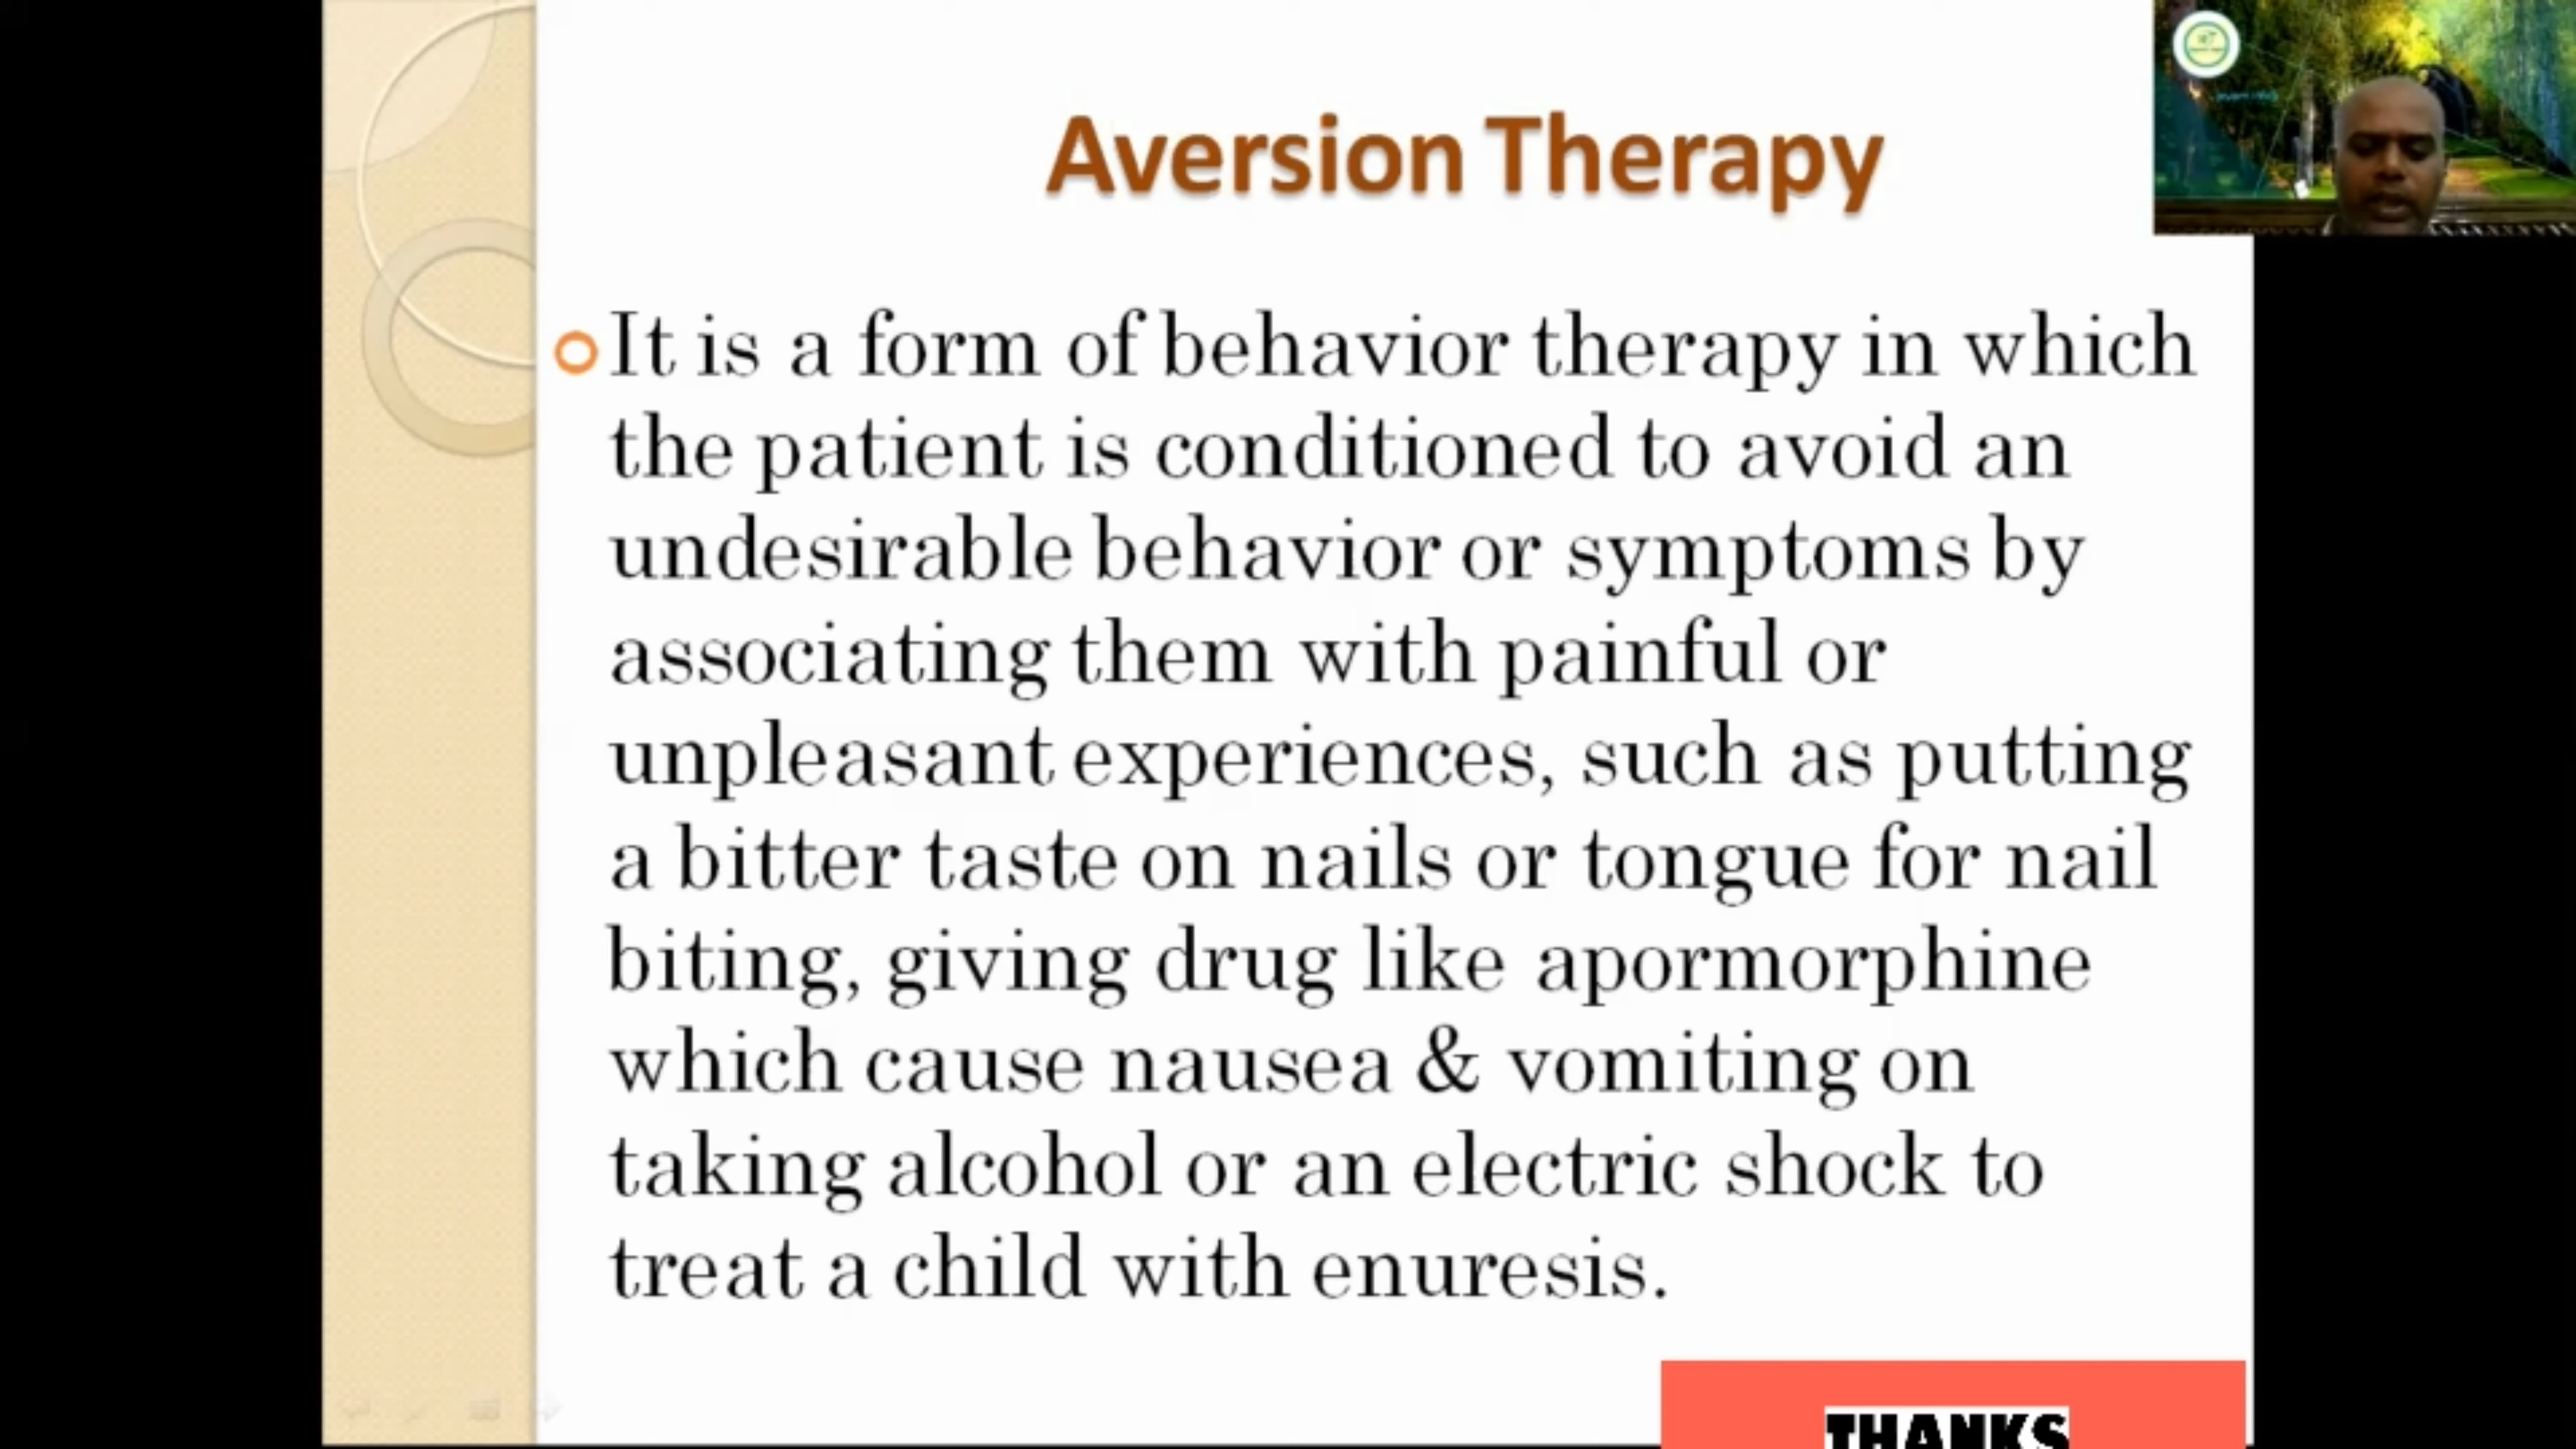 Aversion Therapy
It is a form of behavior therapy in which
the patient is conditioned to avoid an
undesirable behavior or symptoms by
associating them with painful or
unpleasant experiences, such as putting
a bitter taste on nails or tongue for nail
biting, giving drug like apormorphine
which cause nausea & vomiting on
taking alcohol or an electric shock to
treat a child with enuresis.
THANKS